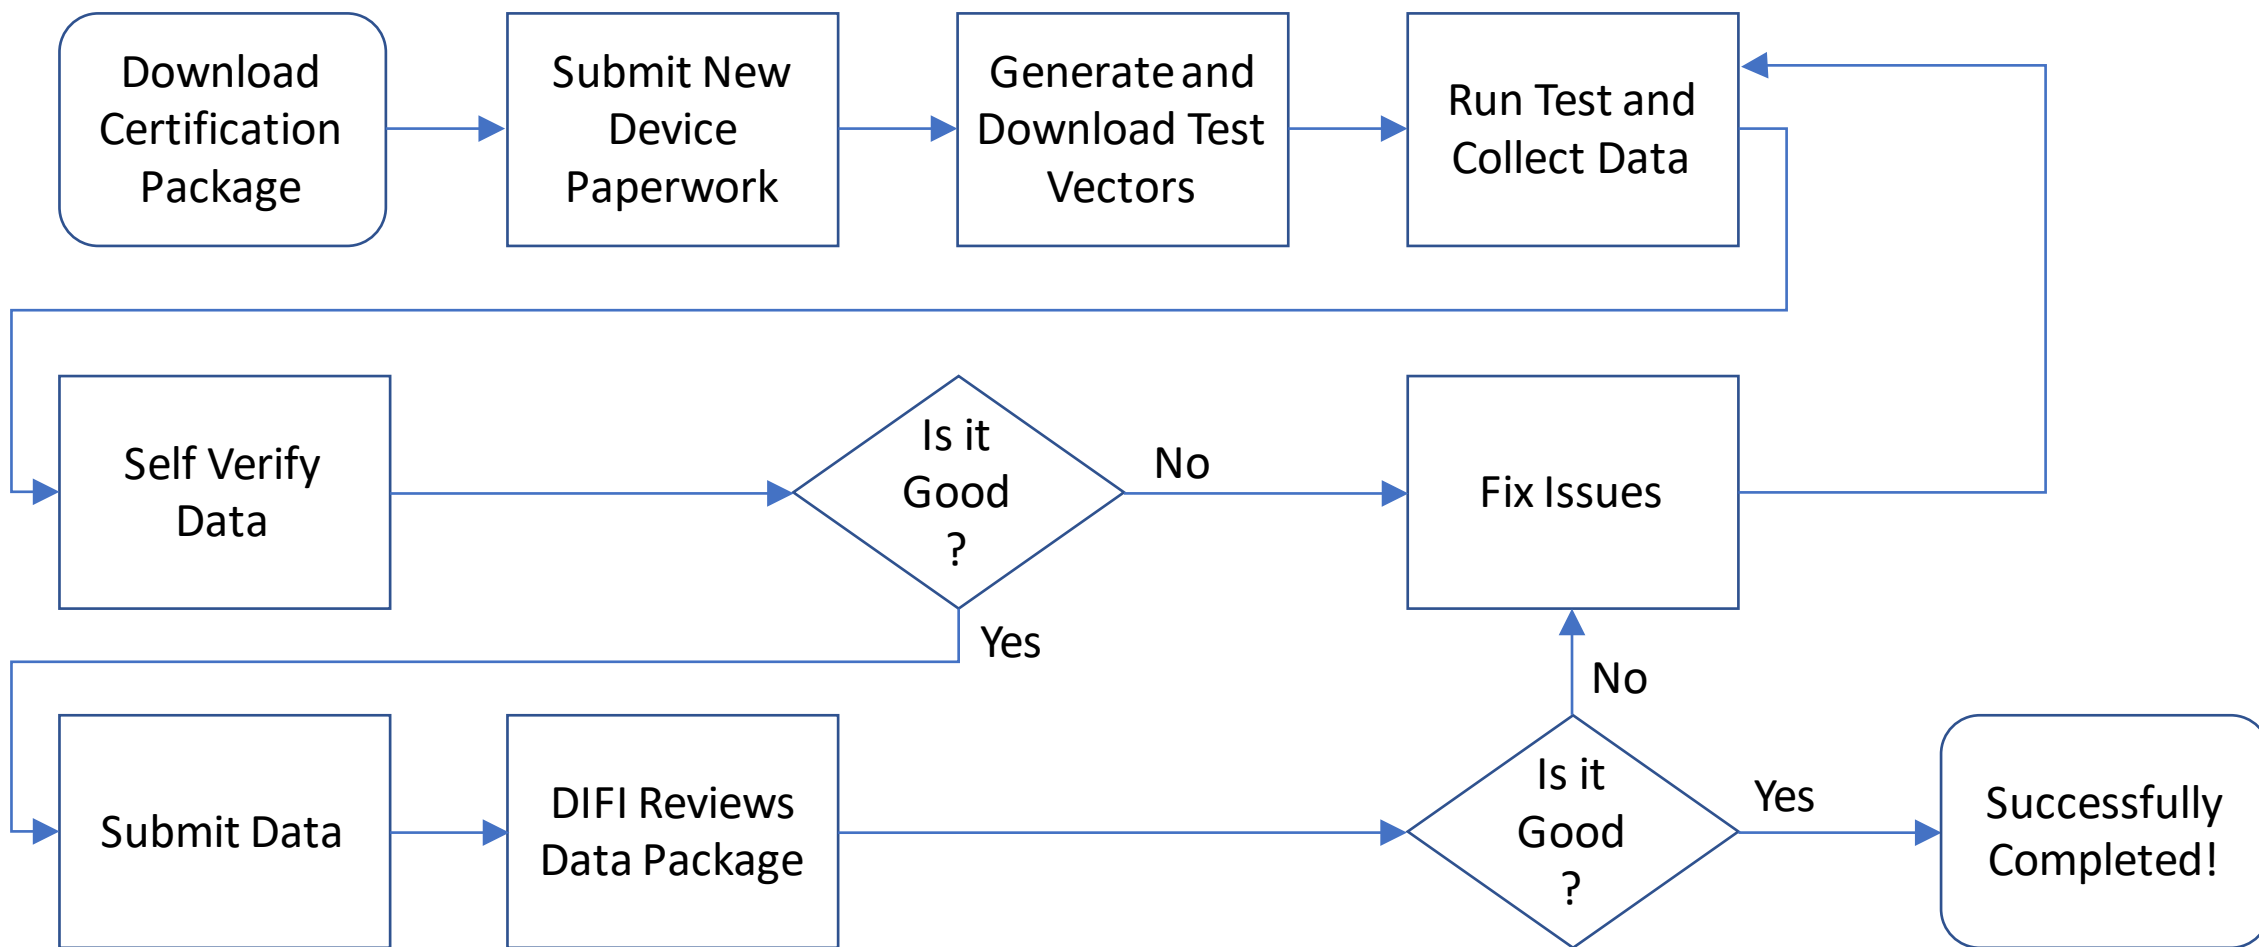 Download
Certification
Package
Submit New
Device
Paperwork
Generate and
Download Test
Vectors
Run Test and
Collect Data
Self Verify
Data
Is it
Good
?
No
Yes
Fix Issues
Submit Data
DIFI Reviews
Data Package
Is it
Good
?
No
Yes
Successfully
Completed!